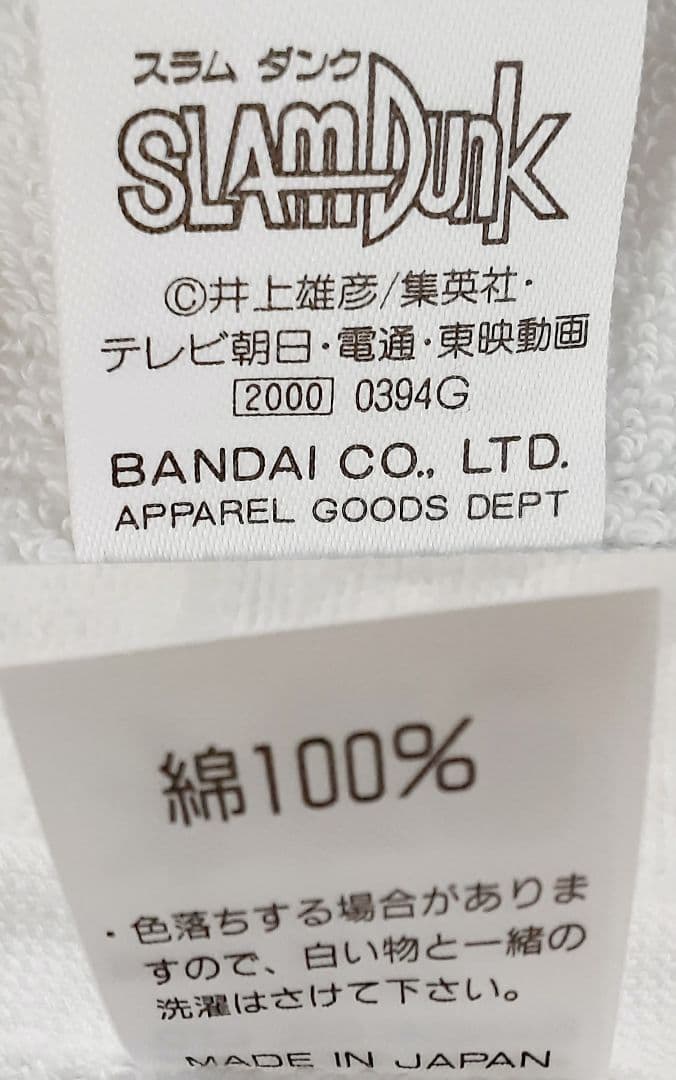 スラム ダンク
SLAM DUNK
©井上雄彦/集英社・
テレビ朝日・電通・東映動画
2000 0394G
BANDAI CO., LTD.
APPAREL GOODS DEPT
綿100%
・色落ちする場合がありま
すので、白い物と一緒の
洗濯はさけて下さい。
MADE IN JAPAN